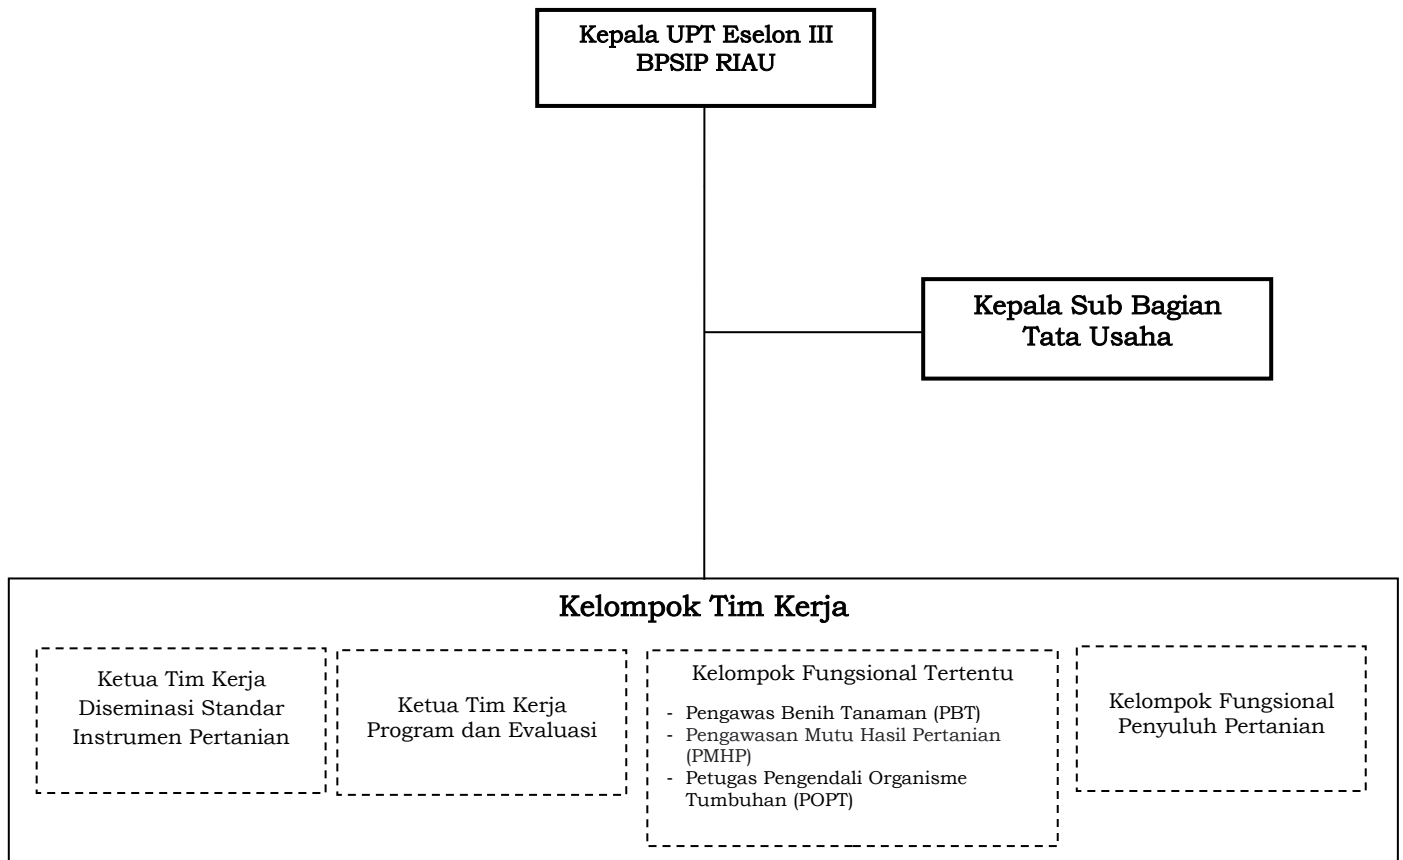 Kepala UPT Eselon III
BPSIP RIAU
Kepala Sub Bagian
Tata Usaha
Kelompok Tim Kerja
Ketua Tim Kerja
Diseminasi Standar
Instrumen Pertanian
Ketua Tim Kerja
Program dan Evaluasi
Kelompok Fungsional Tertentu
- Pengawas Benih Tanaman (PBT)
- Pengawasan Mutu Hasil Pertanian
(PMHP)
- Petugas Pengendali Organisme
Tumbuhan (POPT)
Kelompok Fungsional
Penyuluh Pertanian